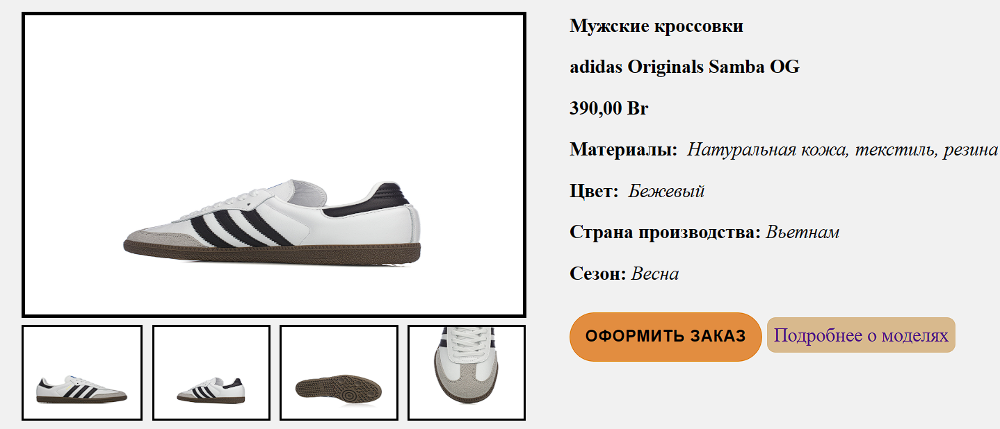 Мужские кроссовки
adidas Originals Samba OG
390,00 Br
Материалы: Натуральная кожа, текстиль, резина
Цвет: Бежевый
Страна производства: Вьетнам
Сезон: Весна
ОФОРМИТЬ ЗАКАЗ Подробнее о моделях